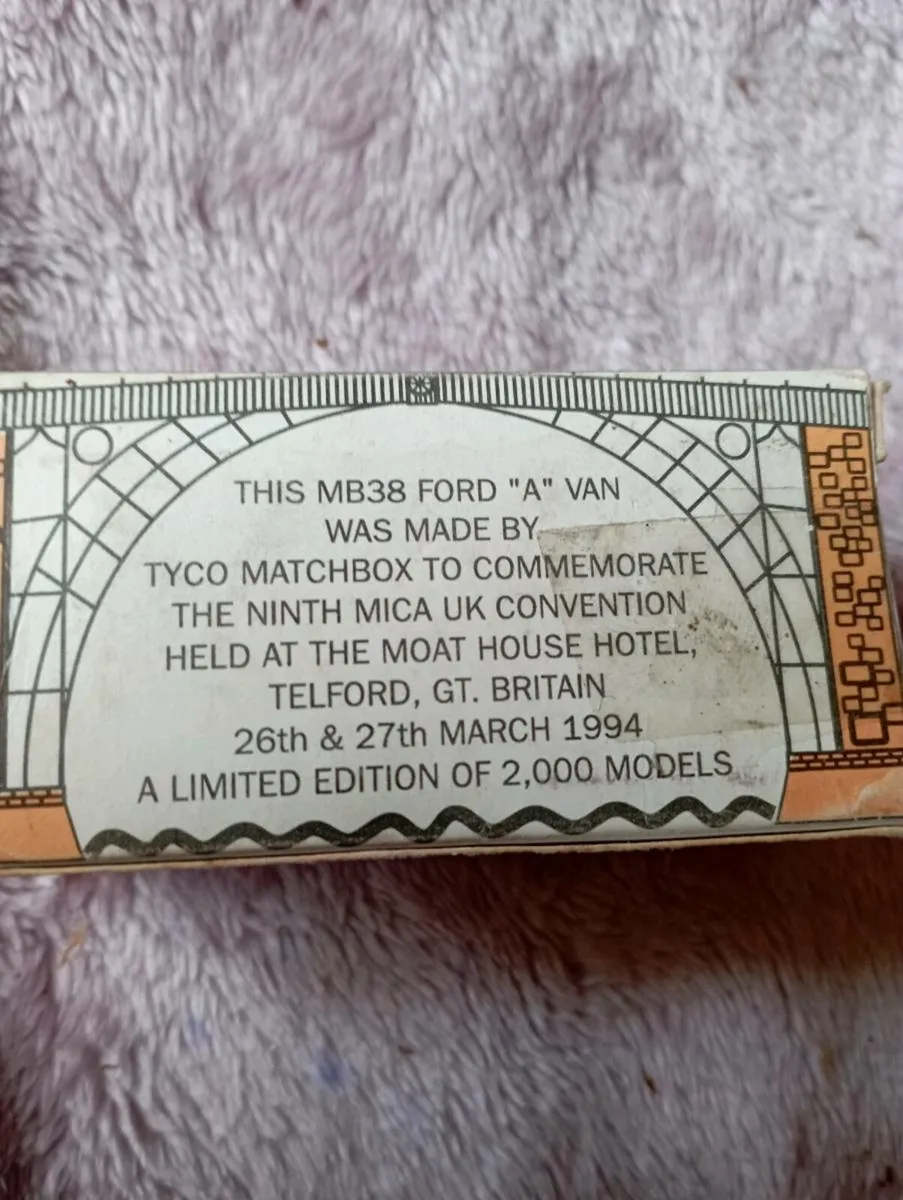 THIS MB38 FORD "A" VAN
WAS MADE BY
TYCO MATCHBOX TO COMMEMORATE
THE NINTH MICA UK CONVENTION
HELD AT THE MOAT HOUSE HOTEL,
TELFORD, GT. BRITAIN
26th & 27th MARCH 1994
A LIMITED EDITION OF 2,000 MODELS